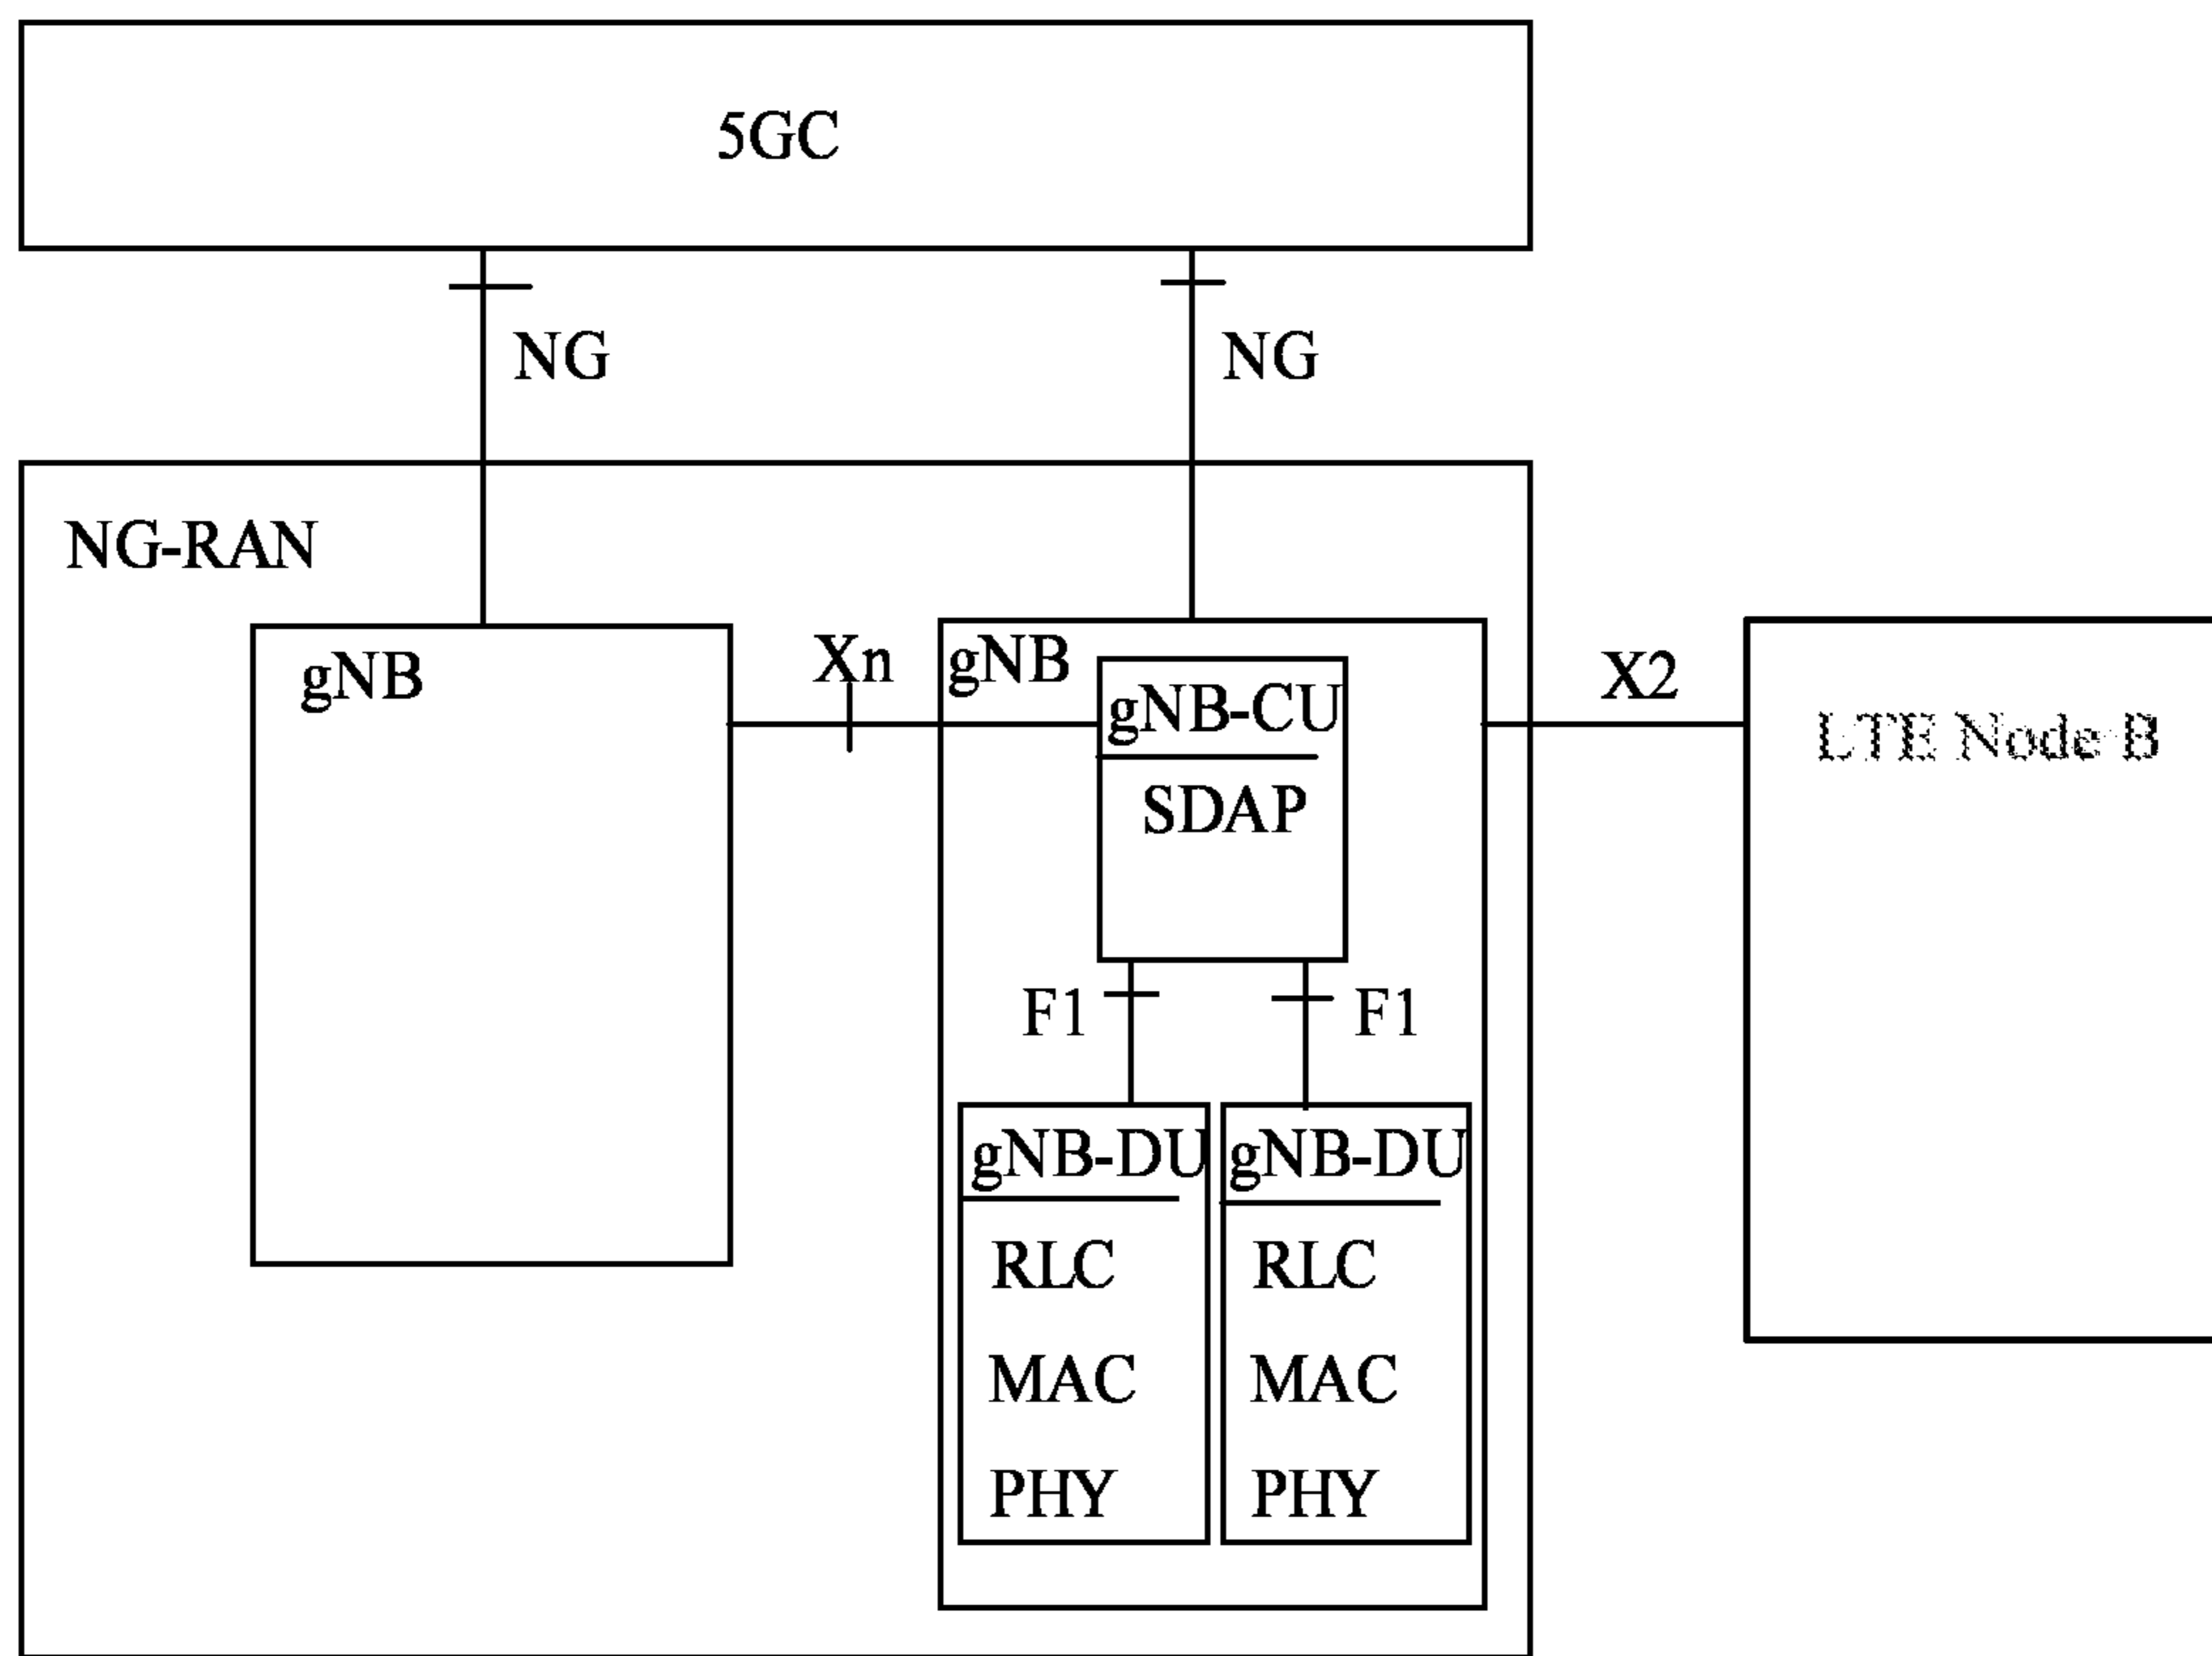 5GC
NG
NG
NG-RAN
gNB
Xn
gNB
gNB-CU
SDAP
X2
LTE Node B
F1
F1
gNB-DU
RLC
MAC
PHY
gNB-DU
RLC
MAC
PHY